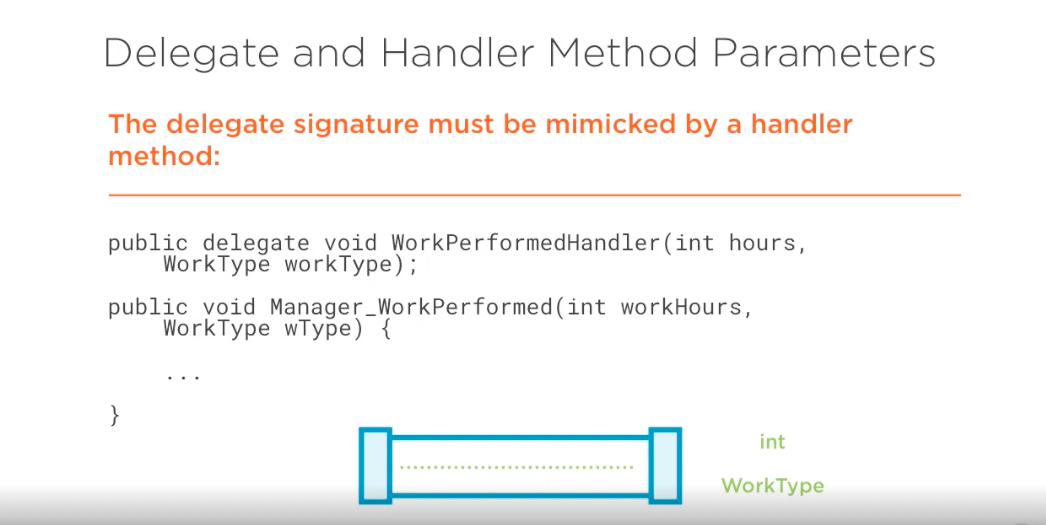 Delegate and Handler Method Parameters
The delegate signature must be mimicked by a handler
method:
public delegate void WorkPerformedHandler(int hours,
WorkType workType);
public void Manager_WorkPerformed(int workHours,
WorkType wType) {
...
}
int
WorkType